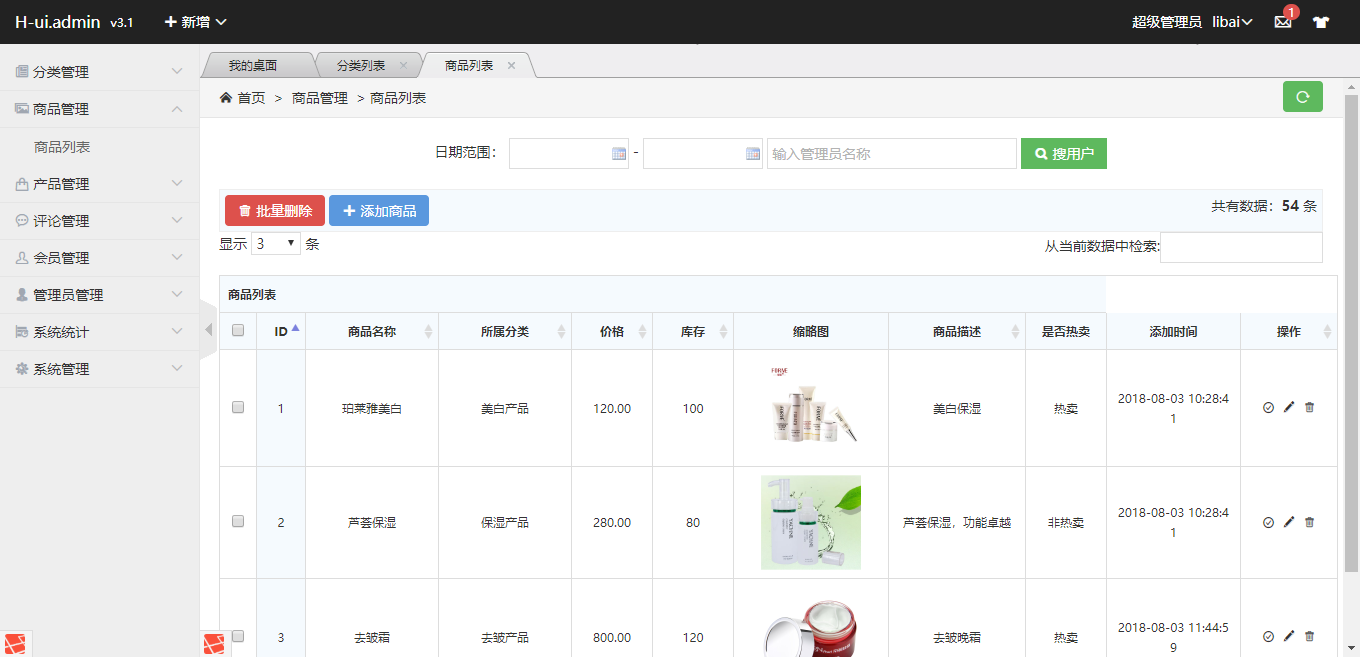 H-ui.admin v3.1 新增 超级管理员 libai 1
分类管理
商品管理
商品列表
产品管理
评论管理
会员管理
管理员管理
系统统计
系统管理
我的桌面 分类列表 × 商品列表 ×
首页 > 商品管理 > 商品列表
日期范围： - 输入管理员名称 搜用户
批量删除 添加商品 共有数据：54 条
显示 3 条 从当前数据中检索:
商品列表
ID 商品名称 所属分类 价格 库存 缩略图 商品描述 是否热卖 添加时间 操作
1 珀莱雅美白 美白产品 120.00 100 美白保湿 热卖 2018-08-03 10:28:4
1
2 芦荟保湿 保湿产品 280.00 80 芦荟保湿，功能卓越 非热卖 2018-08-03 10:28:4
1
3 去皱霜 去皱产品 800.00 120 去皱晚霜 热卖 2018-08-03 11:44:5
9